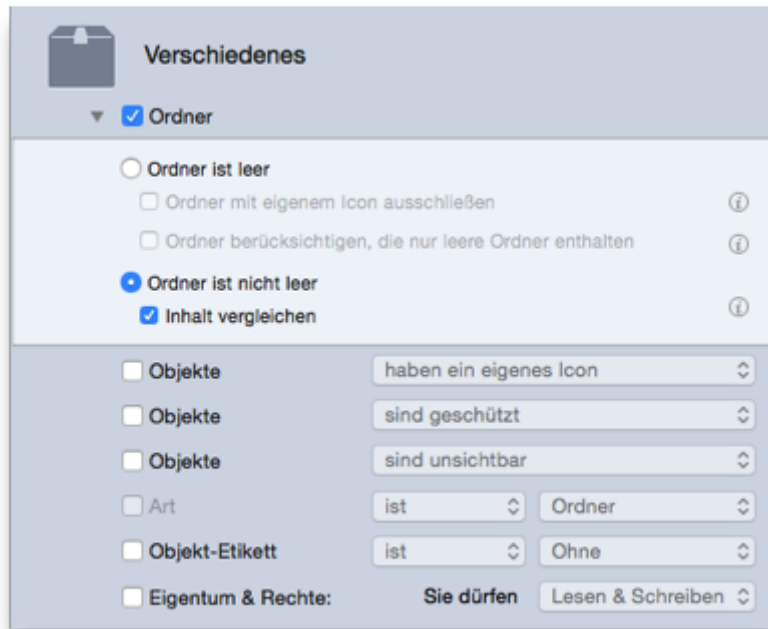 Verschiedenes
Ordner
Ordner ist leer
Ordner mit eigenem Icon ausschließen
Ordner berücksichtigen, die nur leere Ordner enthalten
Ordner ist nicht leer
Inhalt vergleichen
Objekte haben ein eigenes Icon
Objekte sind geschützt
Objekte sind unsichtbar
Art ist Ordner
Objekt-Etikett ist Ohne
Eigentum & Rechte: Sie dürfen Lesen & Schreiben